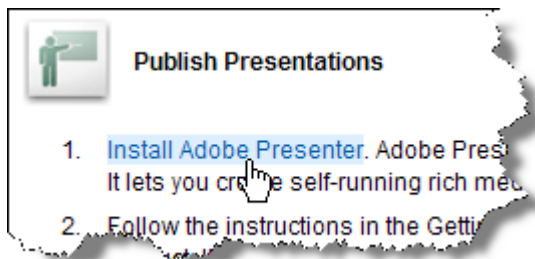 Publish Presentations
1. Install Adobe Presenter. Adobe Pres
It lets you create self-running rich med
2. Follow the instructions in the Getti